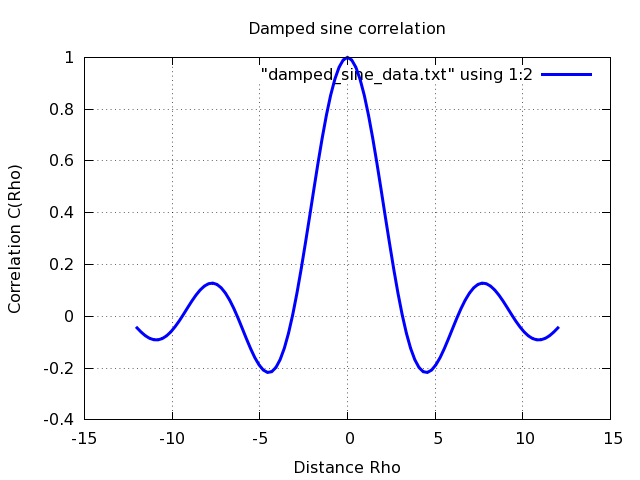 Damped sine correlation
"damped_sine_data.txt" using 1:2
1
0.8
0.6
0.4
0.2
0
-0.2
-0.4
Correlation C(Rho)
-15 -10 -5 0 5 10 15
Distance Rho